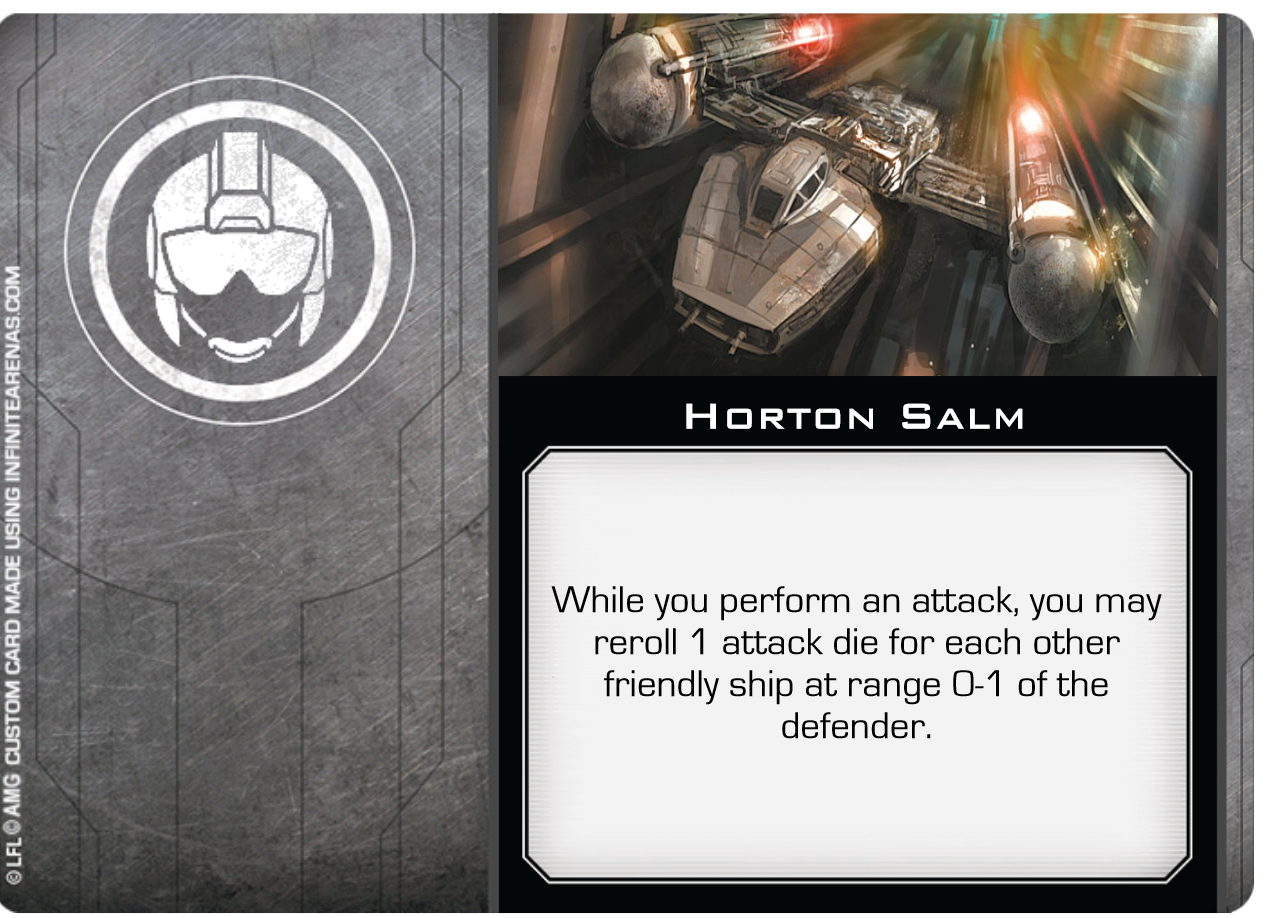 Horton Salm
While you perform an attack, you may
reroll 1 attack die for each other
friendly ship at range 0-1 of the
defender.
©LFL ©AMG CUSTOM CARD MADE USING INFINITEARENAS.COM